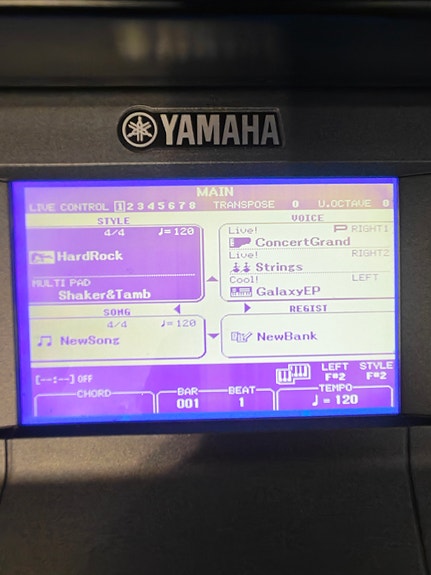 YAMAHA
MAIN
LIVE CONTROL 1 2 3 4 5 6 7 8 TRANSPOSE 0 U.OCTAVE 0
STYLE
4/4 ♩=120
HardRock
MULTI PAD
Shaker&Tamb
VOICE
Live! RIGHT1
ConcertGrand
Live! RIGHT2
Strings
Cool! LEFT
GalaxyEP
SONG
4/4 ♩=120
NewSong
REGIST
NewBank
[--:--] OFF
LEFT STYLE
F#2 F#2
CHORD
BAR BEAT
001 1
TEMPO
♩ = 120